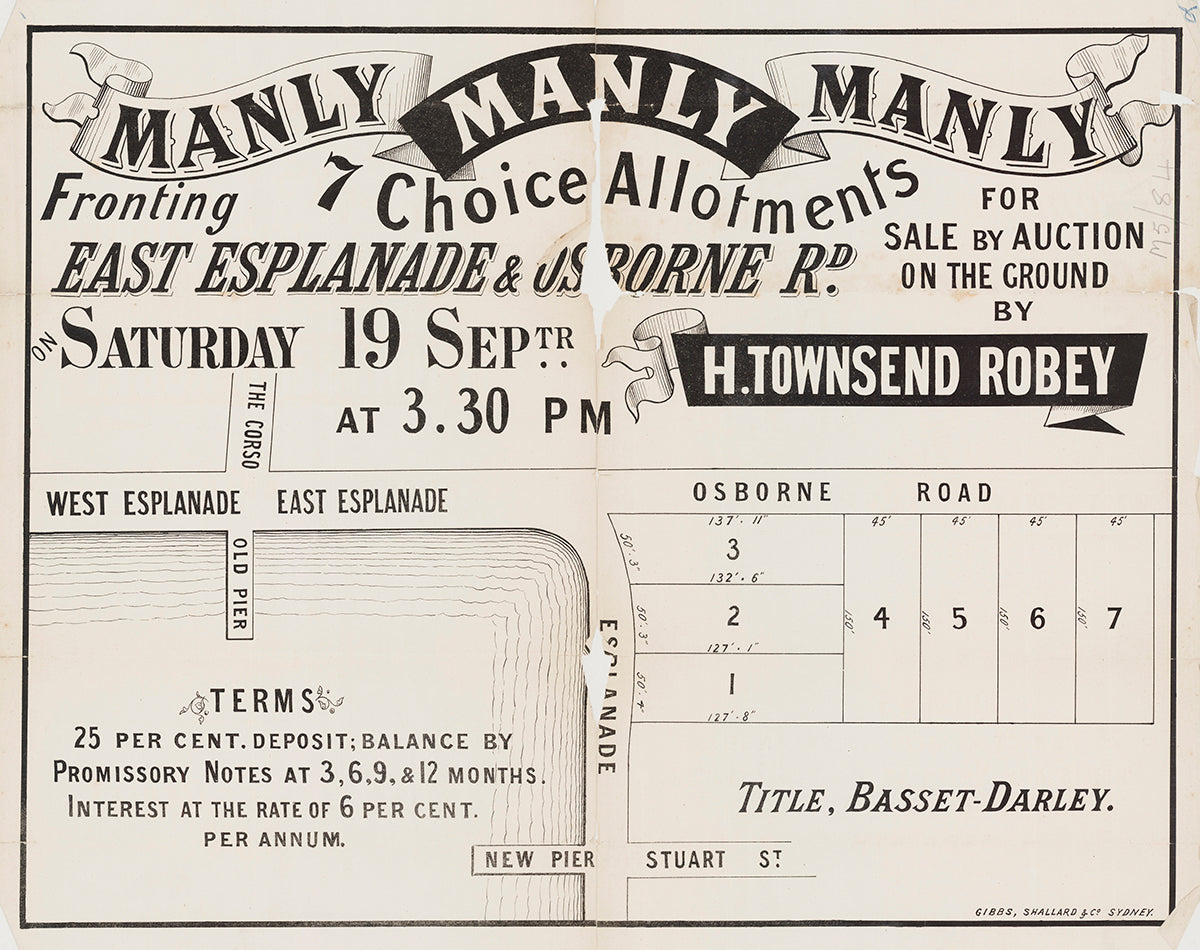 MANLY MANLY MANLY
7 Choice Allotments
Fronting
EAST ESPLANADE & OSBORNE RD.
ON SATURDAY 19 SEPTR.
AT 3.30 PM
FOR
SALE BY AUCTION
ON THE GROUND
BY
H. TOWNSEND ROBEY
THE CORSO
WEST ESPLANADE EAST ESPLANADE
OLD PIER
OSBORNE ROAD
137'. 11" 45' 45' 45' 45'
50'. 3" 3
132'. 6"
50'. 3" 2 150' 4 150' 5 150' 6 150' 7
127'. 1"
50'. 4" 1
127'. 8"
ESPLANADE
TERMS
25 PER CENT. DEPOSIT; BALANCE BY
PROMISSORY NOTES AT 3, 6, 9, & 12 MONTHS.
INTEREST AT THE RATE OF 6 PER CENT.
PER ANNUM.
TITLE, BASSET-DARLEY.
NEW PIER STUART ST
GIBBS, SHALLARD & CO SYDNEY.